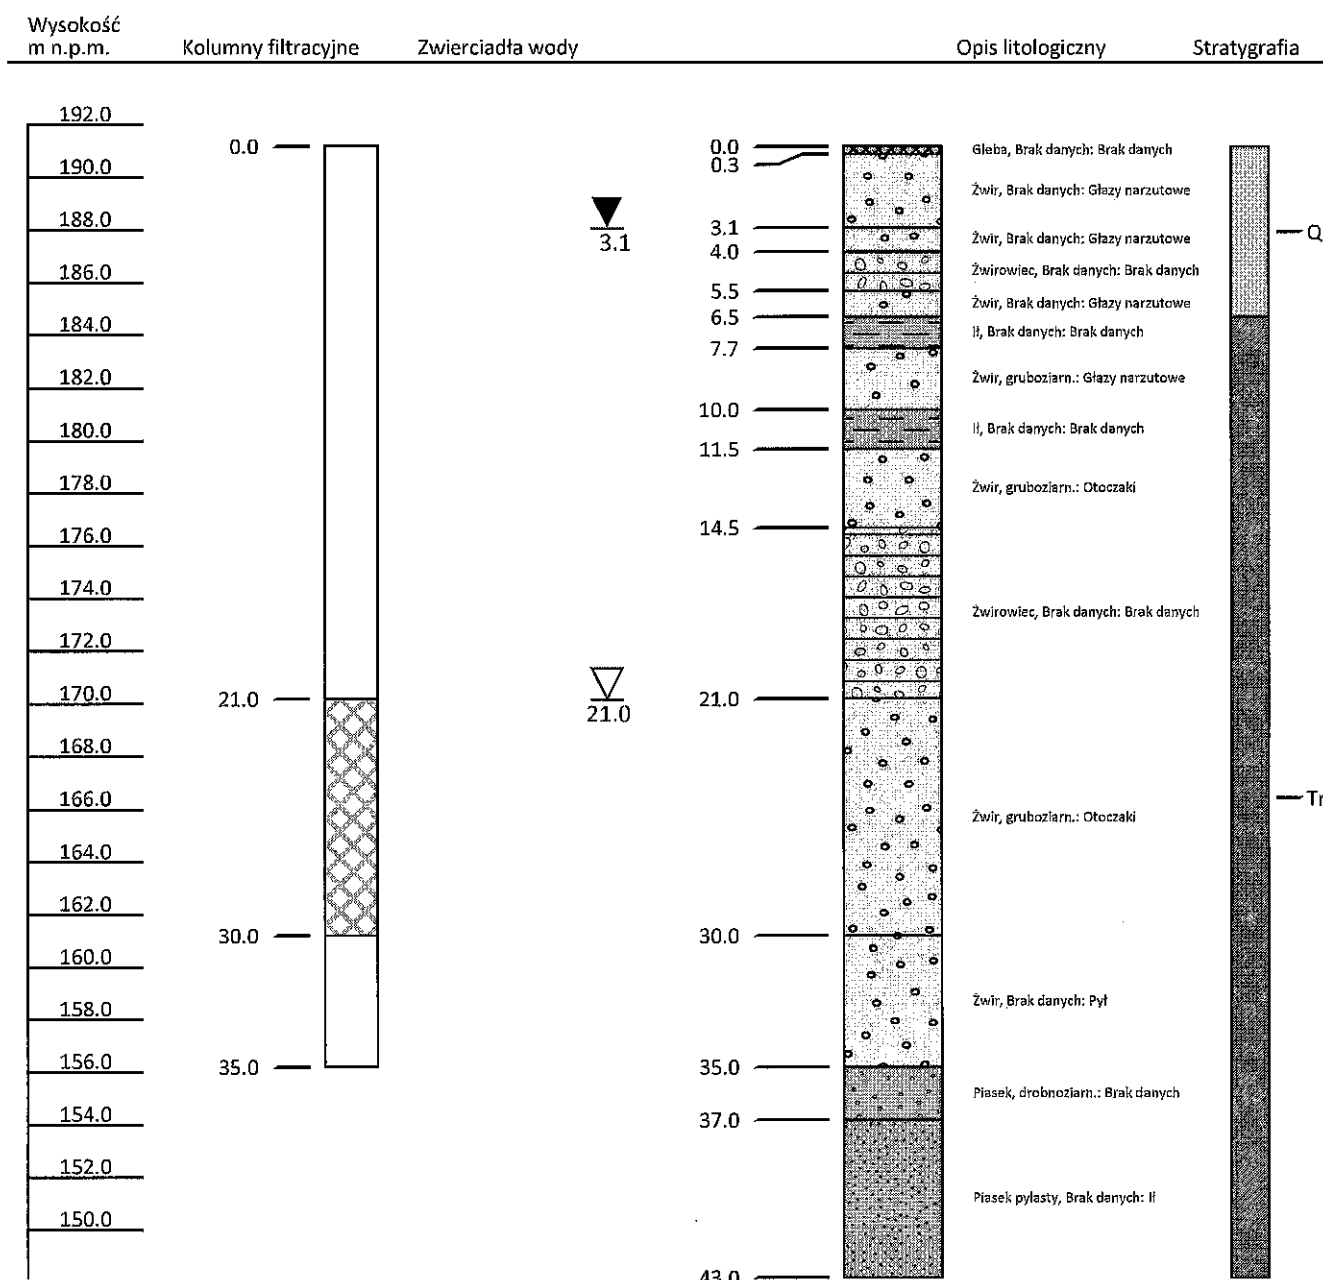 Wysokość
m n.p.m.
Kolumny filtracyjne
Zwierciadła wody
Opis litologiczny
Stratygrafia
192.0
190.0
188.0
186.0
184.0
182.0
180.0
178.0
176.0
174.0
172.0
170.0
168.0
166.0
164.0
162.0
160.0
158.0
156.0
154.0
152.0
150.0
0.0
21.0
30.0
35.0
3.1
21.0
0.0
0.3
3.1
4.0
5.5
6.5
7.7
10.0
11.5
14.5
21.0
30.0
35.0
37.0
43.0
Gleba, Brak danych: Brak danych
Żwir, Brak danych: Głazy narzutowe
Żwir, Brak danych: Głazy narzutowe
Żwirowiec, Brak danych: Brak danych
Żwir, Brak danych: Głazy narzutowe
Ił, Brak danych: Brak danych
Żwir, gruboziarn.: Głazy narzutowe
Ił, Brak danych: Brak danych
Żwir, gruboziarn.: Otoczaki
Żwirowiec, Brak danych: Brak danych
Żwir, gruboziarn.: Otoczaki
Żwir, Brak danych: Pył
Piasek, drobnoziarn.: Brak danych
Piasek pylasty, Brak danych: Ił
Q
Tr